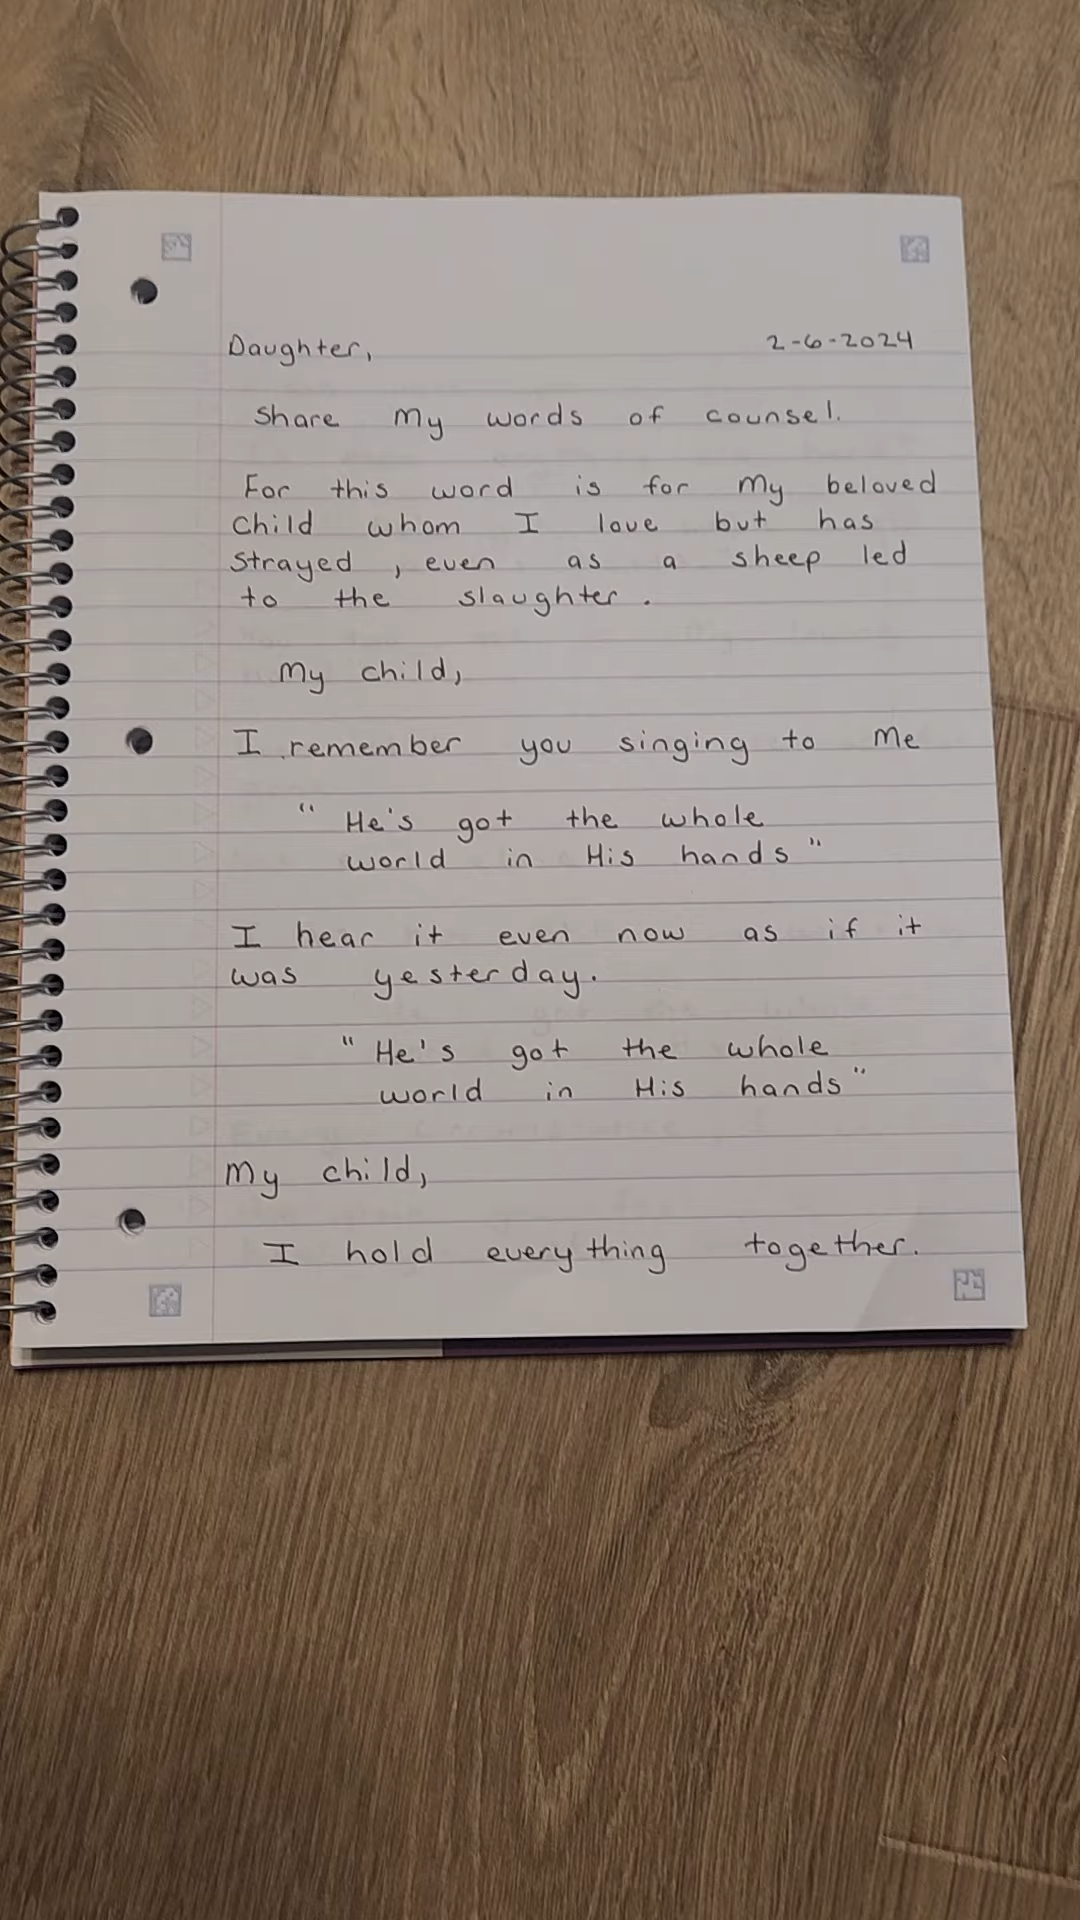 Daughter, 2-6-2024
Share My words of counsel.
For this word is for My beloved
child whom I love but has
strayed, even as a sheep led
to the slaughter.
My child,
I remember you singing to Me
" He's got the whole
world in His hands "
I hear it even now as if it
was yesterday.
" He's got the whole
world in His hands "
My child,
I hold everything together.